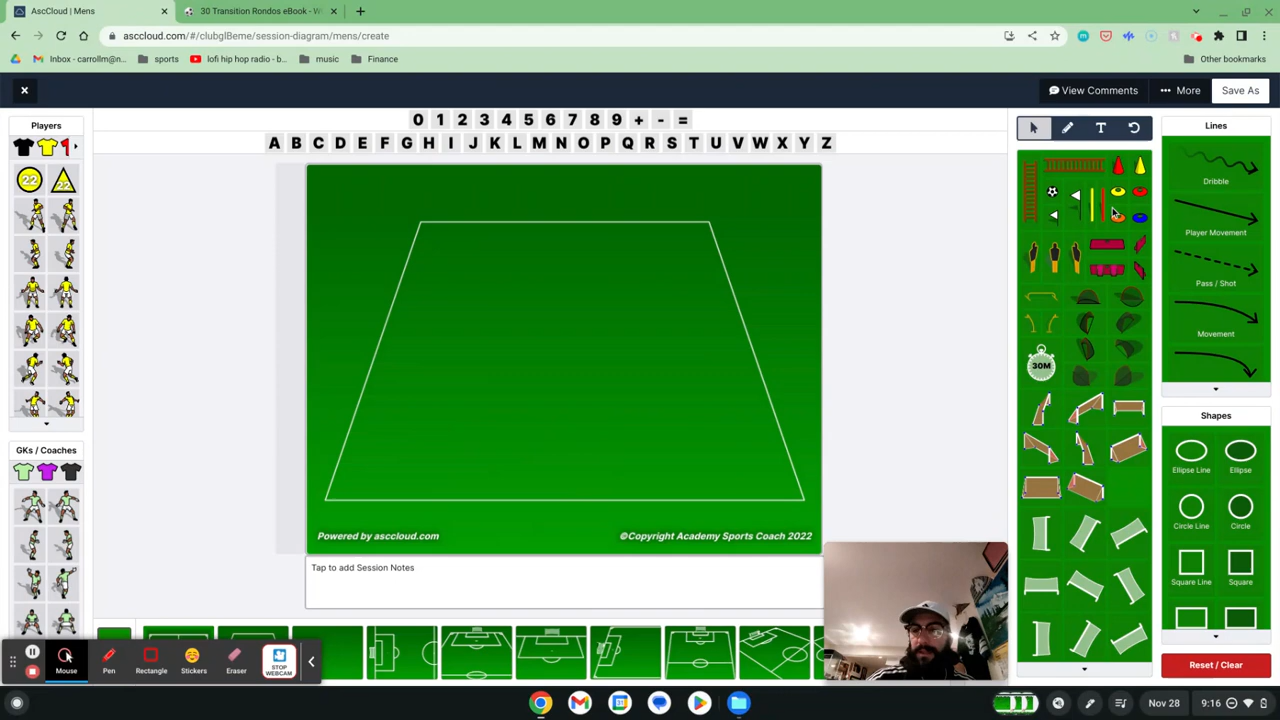 AscCloud | Mens
30 Transition Rondos eBook - W
asccloud.com/#/clubglBeme/session-diagram/mens/create
Inbox - carrollm@n...
sports
lofi hip hop radio - b...
music
Finance
Other bookmarks
View Comments
More
Save As
Players
22
22
GKs / Coaches
0 1 2 3 4 5 6 7 8 9 + - =
A B C D E F G H I J K L M N O P Q R S T U V W X Y Z
Powered by asccloud.com
©Copyright Academy Sports Coach 2022
Tap to add Session Notes
T
30M
Lines
Dribble
Player Movement
Pass / Shot
Movement
Shapes
Ellipse Line
Ellipse
Circle Line
Circle
Square Line
Square
Reset / Clear
Mouse
Pen
Rectangle
Stickers
Eraser
STOP
WEBCAM
Nov 28
9:16